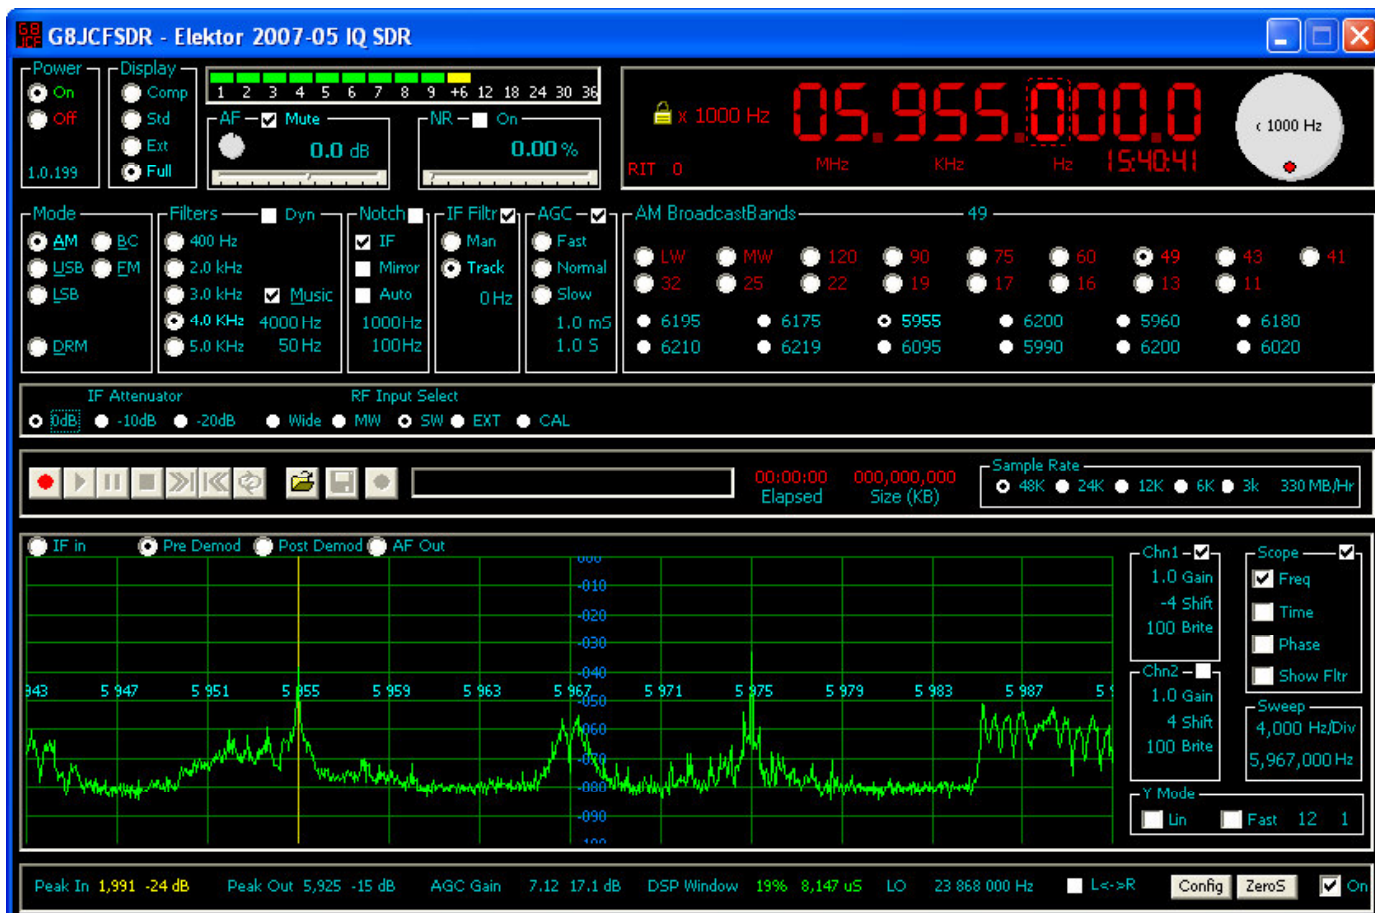 G8JCFSDR - Elektor 2007-05 IQ SDR
Power
On
Off
1.0.199
Display
Comp
Std
Ext
Full
1 2 3 4 5 6 7 8 9 +6 12 18 24 30 36
AF Mute
0.0 dB
NR On
0.00 %
x 1000 Hz
05.955.000.0
RIT 0
MHz KHz Hz 15:40:41
< 1000 Hz
Mode
AM BC
USB FM
LSB
DRM
Filters Dyn
400 Hz
2.0 kHz
3.0 kHz Music
4.0 KHz 4000 Hz
5.0 KHz 50 Hz
Notch
IF
Mirror
Auto
1000Hz
100Hz
IF Filtr
Man
Track
0 Hz
AGC
Fast
Normal
Slow
1.0 mS
1.0 S
AM BroadcastBands 49
LW MW 120 90 75 60 49 43 41
32 25 22 19 17 16 13 11
6195 6175 5955 6200 5960 6180
6210 6219 6095 5990 6200 6020
IF Attenuator RF Input Select
0dB -10dB -20dB Wide MW SW EXT CAL
00:00:00 000,000,000
Elapsed Size (KB)
Sample Rate
48K 24K 12K 6K 3k 330 MB/Hr
IF in Pre Demod Post Demod AF Out
000
-010
-020
-030
-040
943 5 947 5 951 5 955 5 959 5 963 5 967 5 971 5 975 5 979 5 983 5 987 5 9
-050
-060
-070
-080
-090
-100
Chn1
1.0 Gain
-4 Shift
100 Brite
Chn2
1.0 Gain
4 Shift
100 Brite
Scope
Freq
Time
Phase
Show Fltr
Sweep
4,000 Hz/Div
5,967,000 Hz
Y Mode
Lin Fast 12 1
Peak In 1,991 -24 dB Peak Out 5,925 -15 dB AGC Gain 7.12 17.1 dB DSP Window 19% 8,147 uS LO 23 868 000 Hz L<->R Config ZeroS On